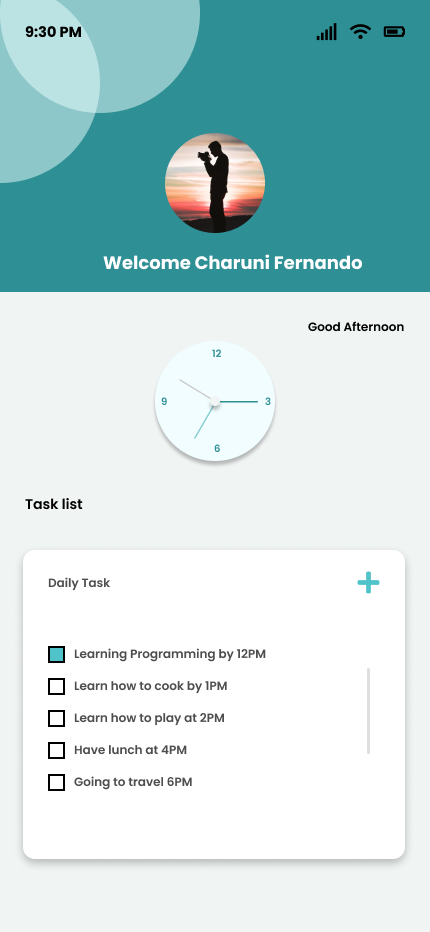 9:30 PM
Welcome Charuni Fernando
Good Afternoon
12
9
3
6
Task list
Daily Task
Learning Programming by 12PM
Learn how to cook by 1PM
Learn how to play at 2PM
Have lunch at 4PM
Going to travel 6PM